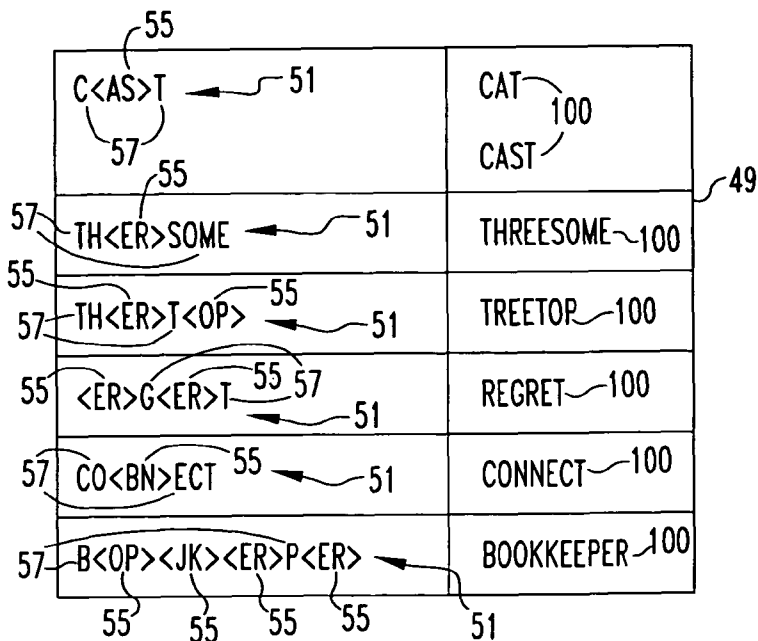 55
C<AS>T 51 CAT
57 100
CAST
55 49
57 TH<ER>SOME 51 THREESOME 100
55 55
57 TH<ER>T<OP> 51 TREETOP 100
55 <ER>G<ER>T 55 57 51 REGRET 100
57 CO<BN>ECT 55 51 CONNECT 100
57 B<OP><JK><ER>P<ER> BOOKKEEPER 100
55 55 55 55 51